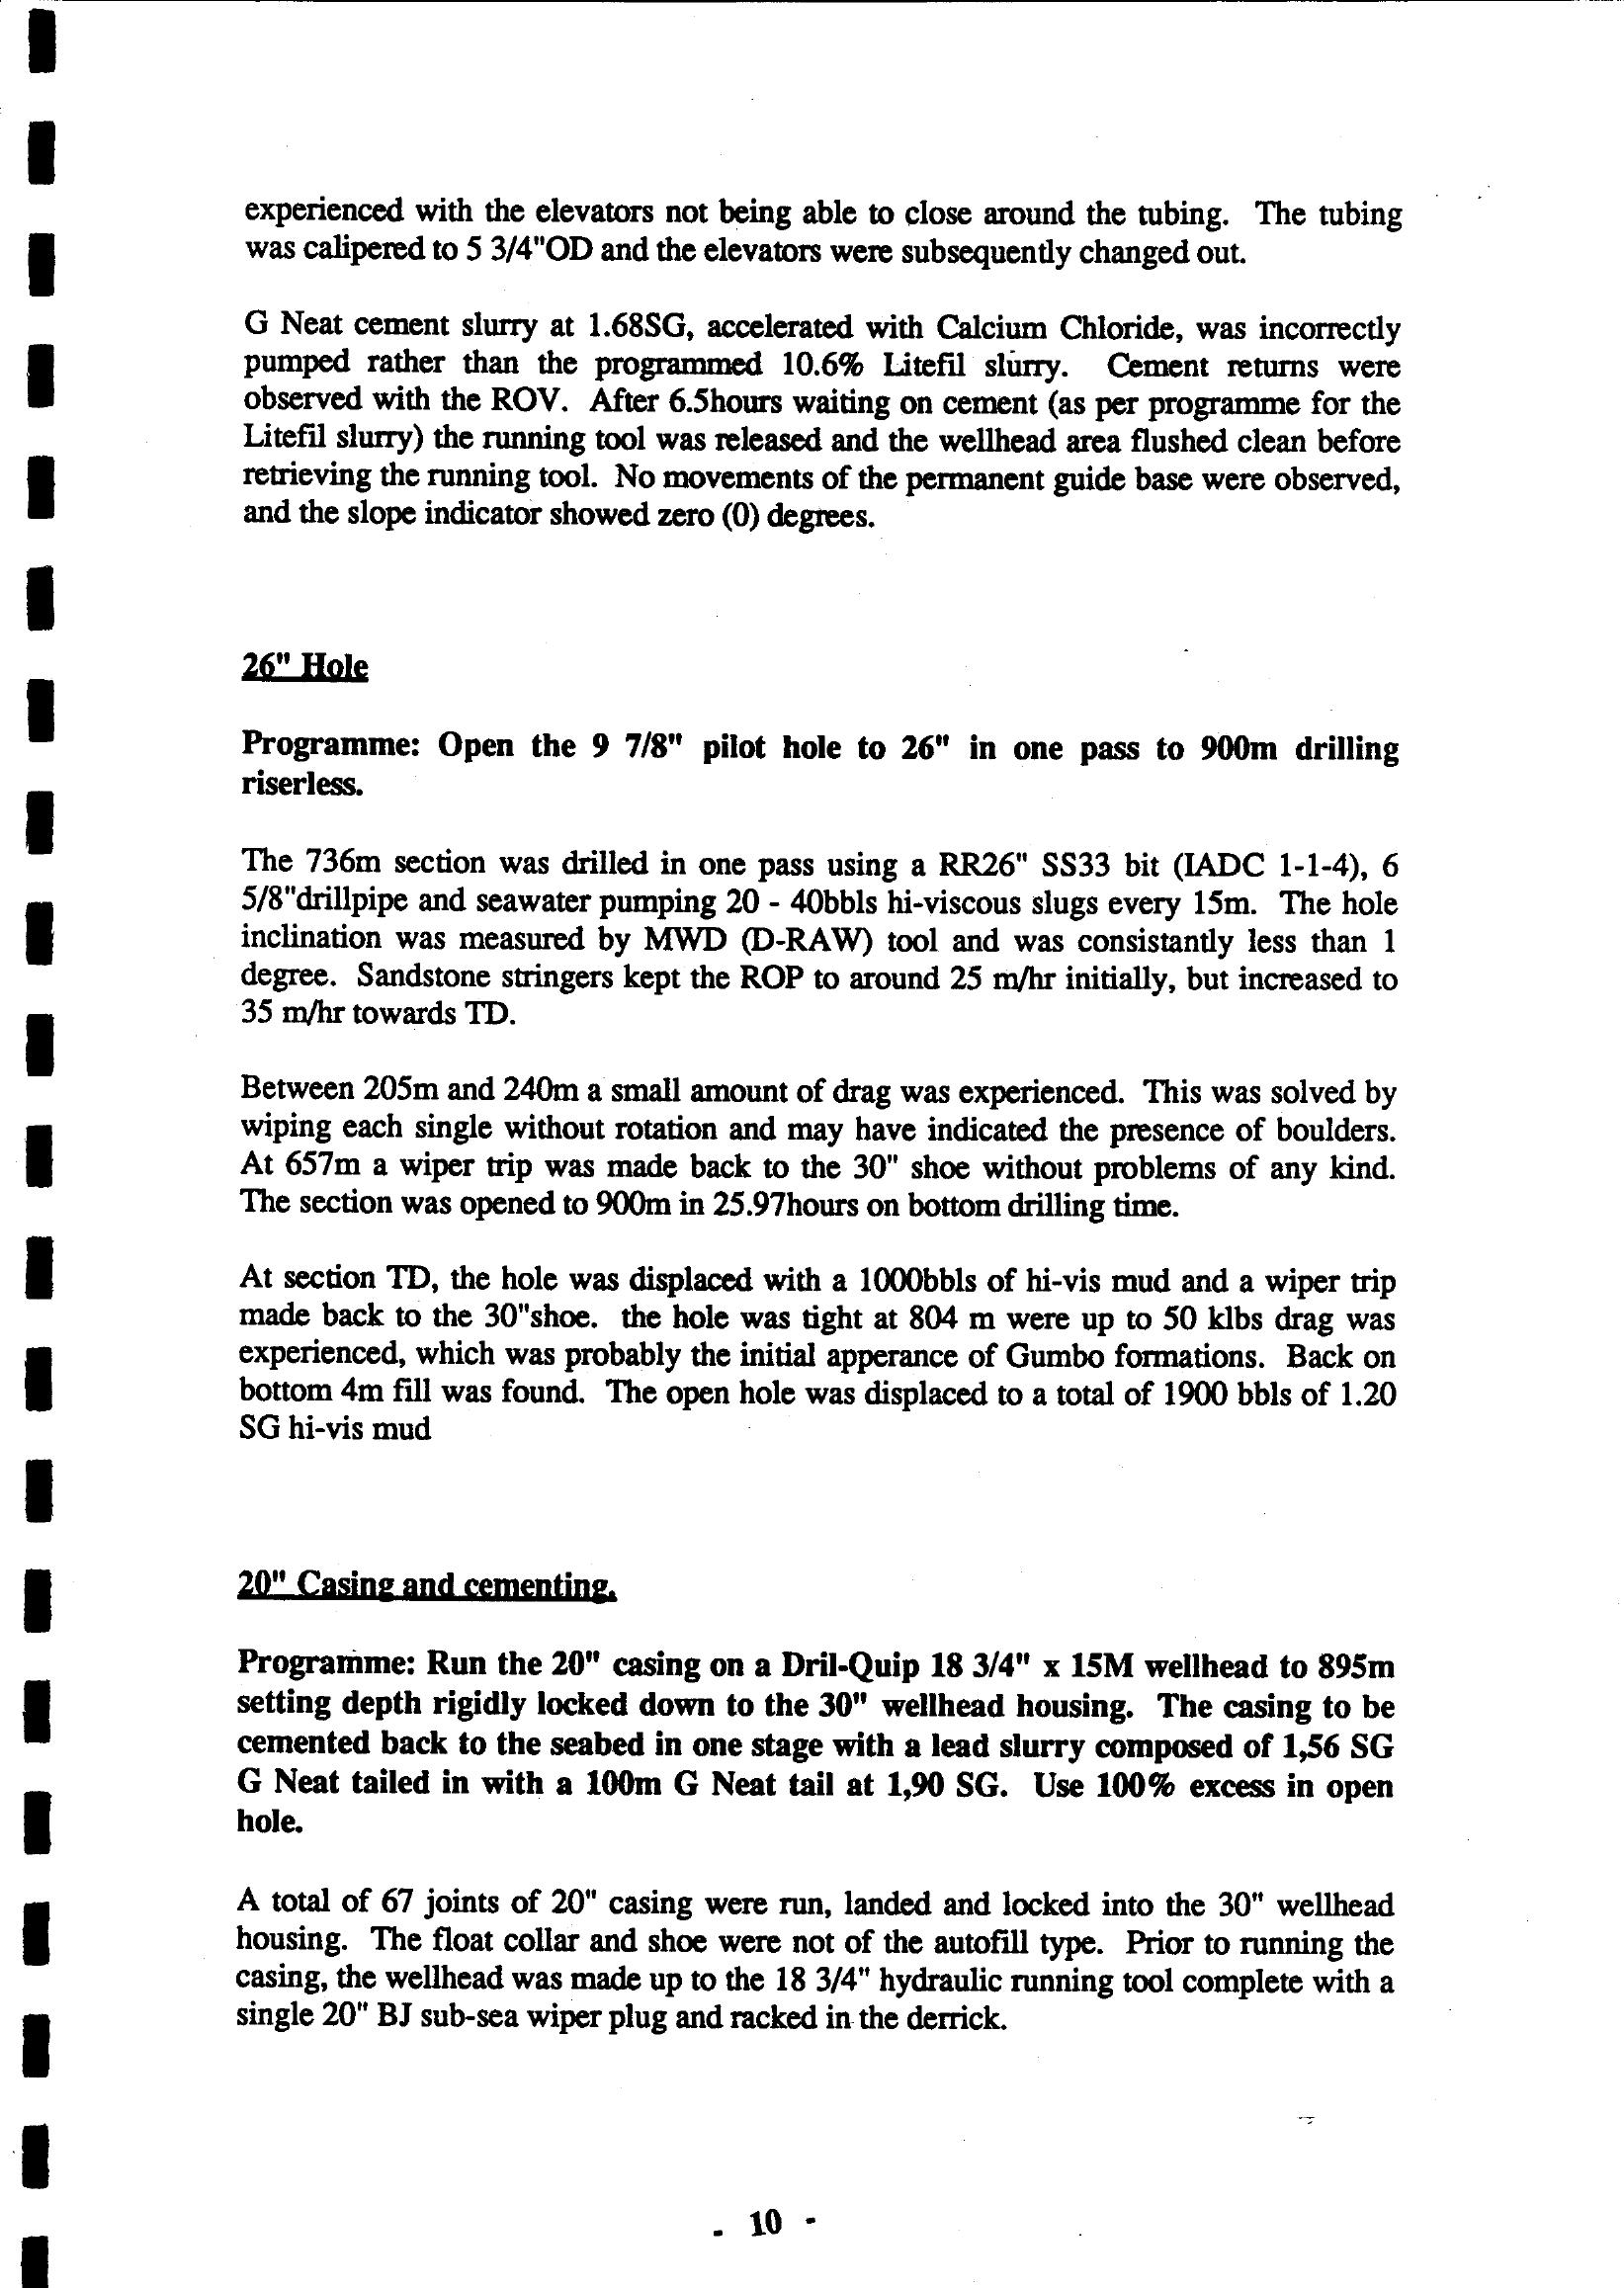 experienced with the elevators not being able to close around the tubing. The tubing
was calipered to 5 3/4"OD and the elevators were subsequently changed out.
G Neat cement slurry at 1.68SG, accelerated with Calcium Chloride, was incorrectly
pumped rather than the programmed 10.6% Litefil slurry. Cement returns were
observed with the ROV. After 6.5hours waiting on cement (as per programme for the
Litefil slurry) the running tool was released and the wellhead area flushed clean before
retrieving the running tool. No movements of the permanent guide base were observed,
and the slope indicator showed zero (0) degrees.
26" Hole
Programme: Open the 9 7/8" pilot hole to 26" in one pass to 900m drilling
riserless.
The 736m section was drilled in one pass using a RR26" SS33 bit (IADC 1-1-4), 6
5/8"drillpipe and seawater pumping 20 - 40bbls hi-viscous slugs every 15m. The hole
inclination was measured by MWD (D-RAW) tool and was consistantly less than 1
degree. Sandstone stringers kept the ROP to around 25 m/hr initially, but increased to
35 m/hr towards TD.
Between 205m and 240m a small amount of drag was experienced. This was solved by
wiping each single without rotation and may have indicated the presence of boulders.
At 657m a wiper trip was made back to the 30" shoe without problems of any kind.
The section was opened to 900m in 25.97hours on bottom drilling time.
At section TD, the hole was displaced with a 1000bbls of hi-vis mud and a wiper trip
made back to the 30"shoe. the hole was tight at 804 m were up to 50 klbs drag was
experienced, which was probably the initial apperance of Gumbo formations. Back on
bottom 4m fill was found. The open hole was displaced to a total of 1900 bbls of 1.20
SG hi-vis mud
20" Casing and cementing.
Programme: Run the 20" casing on a Dril-Quip 18 3/4" x 15M wellhead to 895m
setting depth rigidly locked down to the 30" wellhead housing. The casing to be
cemented back to the seabed in one stage with a lead slurry composed of 1,56 SG
G Neat tailed in with a 100m G Neat tail at 1,90 SG. Use 100% excess in open
hole.
A total of 67 joints of 20" casing were run, landed and locked into the 30" wellhead
housing. The float collar and shoe were not of the autofill type. Prior to running the
casing, the wellhead was made up to the 18 3/4" hydraulic running tool complete with a
single 20" BJ sub-sea wiper plug and racked in the derrick.
- 10 -